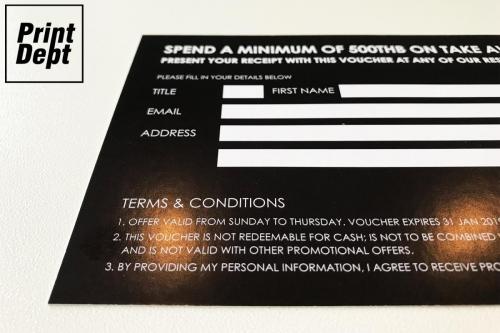 Print
Dept
SPEND A MINIMUM OF 500THB ON TAKE
PRESENT YOUR RECEIPT WITH THIS VOUCHER AT ANY OF OUR
PLEASE FILL IN YOUR DETAILS BELOW
TITLE FIRST NAME
EMAIL
ADDRESS
TERMS & CONDITIONS
1. OFFER VALID FROM SUNDAY TO THURSDAY. VOUCHER EXPIRES 31 JAN
2. THIS VOUCHER IS NOT REDEEMABLE FOR CASH; IS NOT TO BE COMBINED
AND IS NOT VALID WITH OTHER PROMOTIONAL OFFERS.
3. BY PROVIDING MY PERSONAL INFORMATION, I AGREE TO RECEIVE